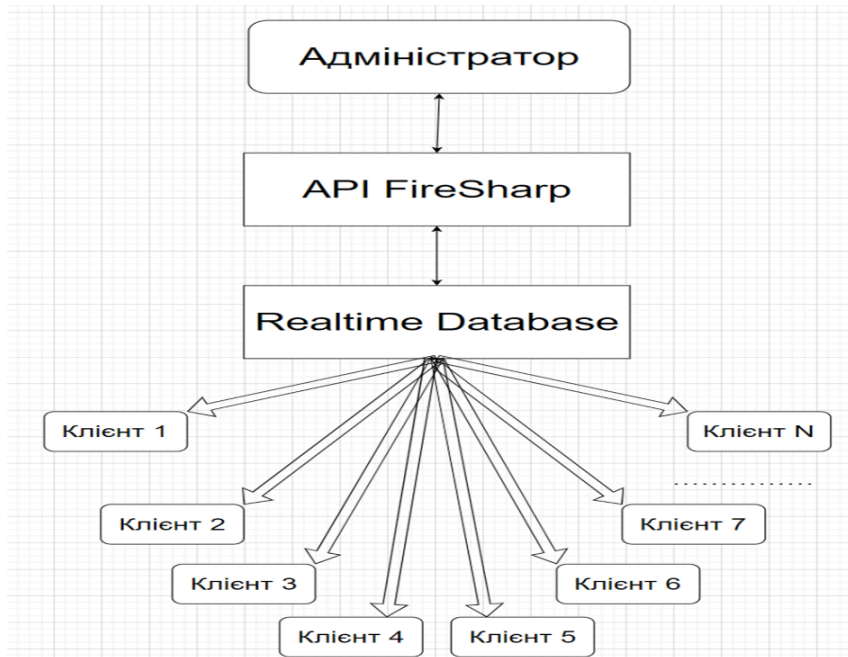 Адміністратор
API FireSharp
Realtime Database
Клієнт 1
Клієнт N
...............
Клієнт 2
Клієнт 7
Клієнт 3
Клієнт 6
Клієнт 4
Клієнт 5